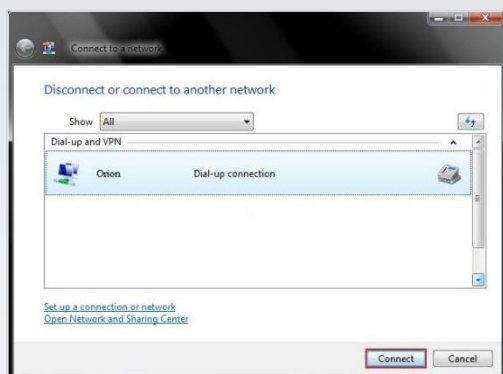 Connect to a network
Disconnect or connect to another network
Show All
Dial-up and VPN
Orion Dial-up connection
Set up a connection or network
Open Network and Sharing Center
Connect Cancel